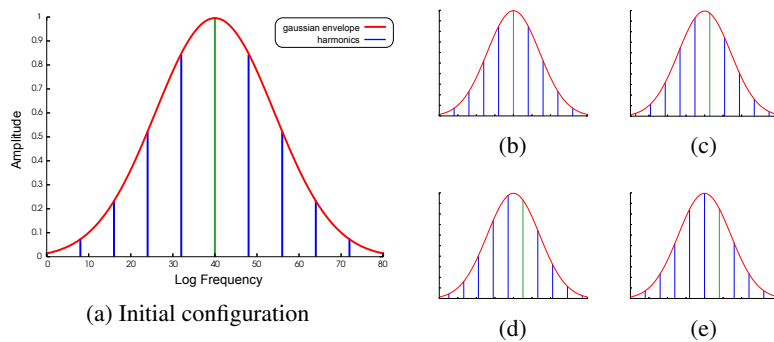 1
0.9
0.8
0.7
0.6
0.5
0.4
0.3
0.2
0.1
0
Amplitude
gaussian envelope
harmonics
0 10 20 30 40 50 60 70 80
Log Frequency
(a) Initial configuration
(b)
(c)
(d)
(e)